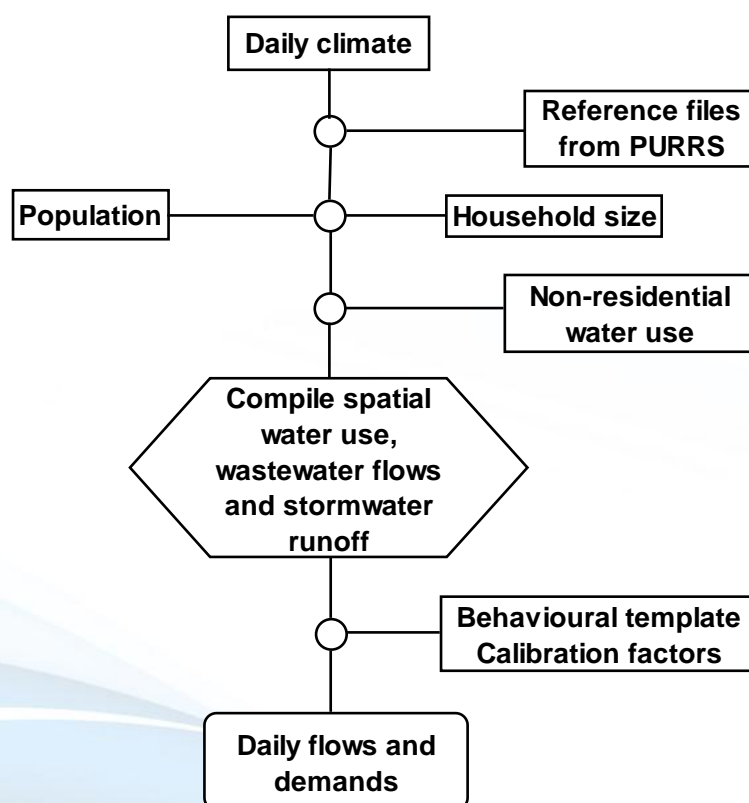 Daily climate
Reference files
from PURRS
Population
Household size
Non-residential
water use
Compile spatial
water use,
wastewater flows
and stormwater
runoff
Behavioural template
Calibration factors
Daily flows and
demands